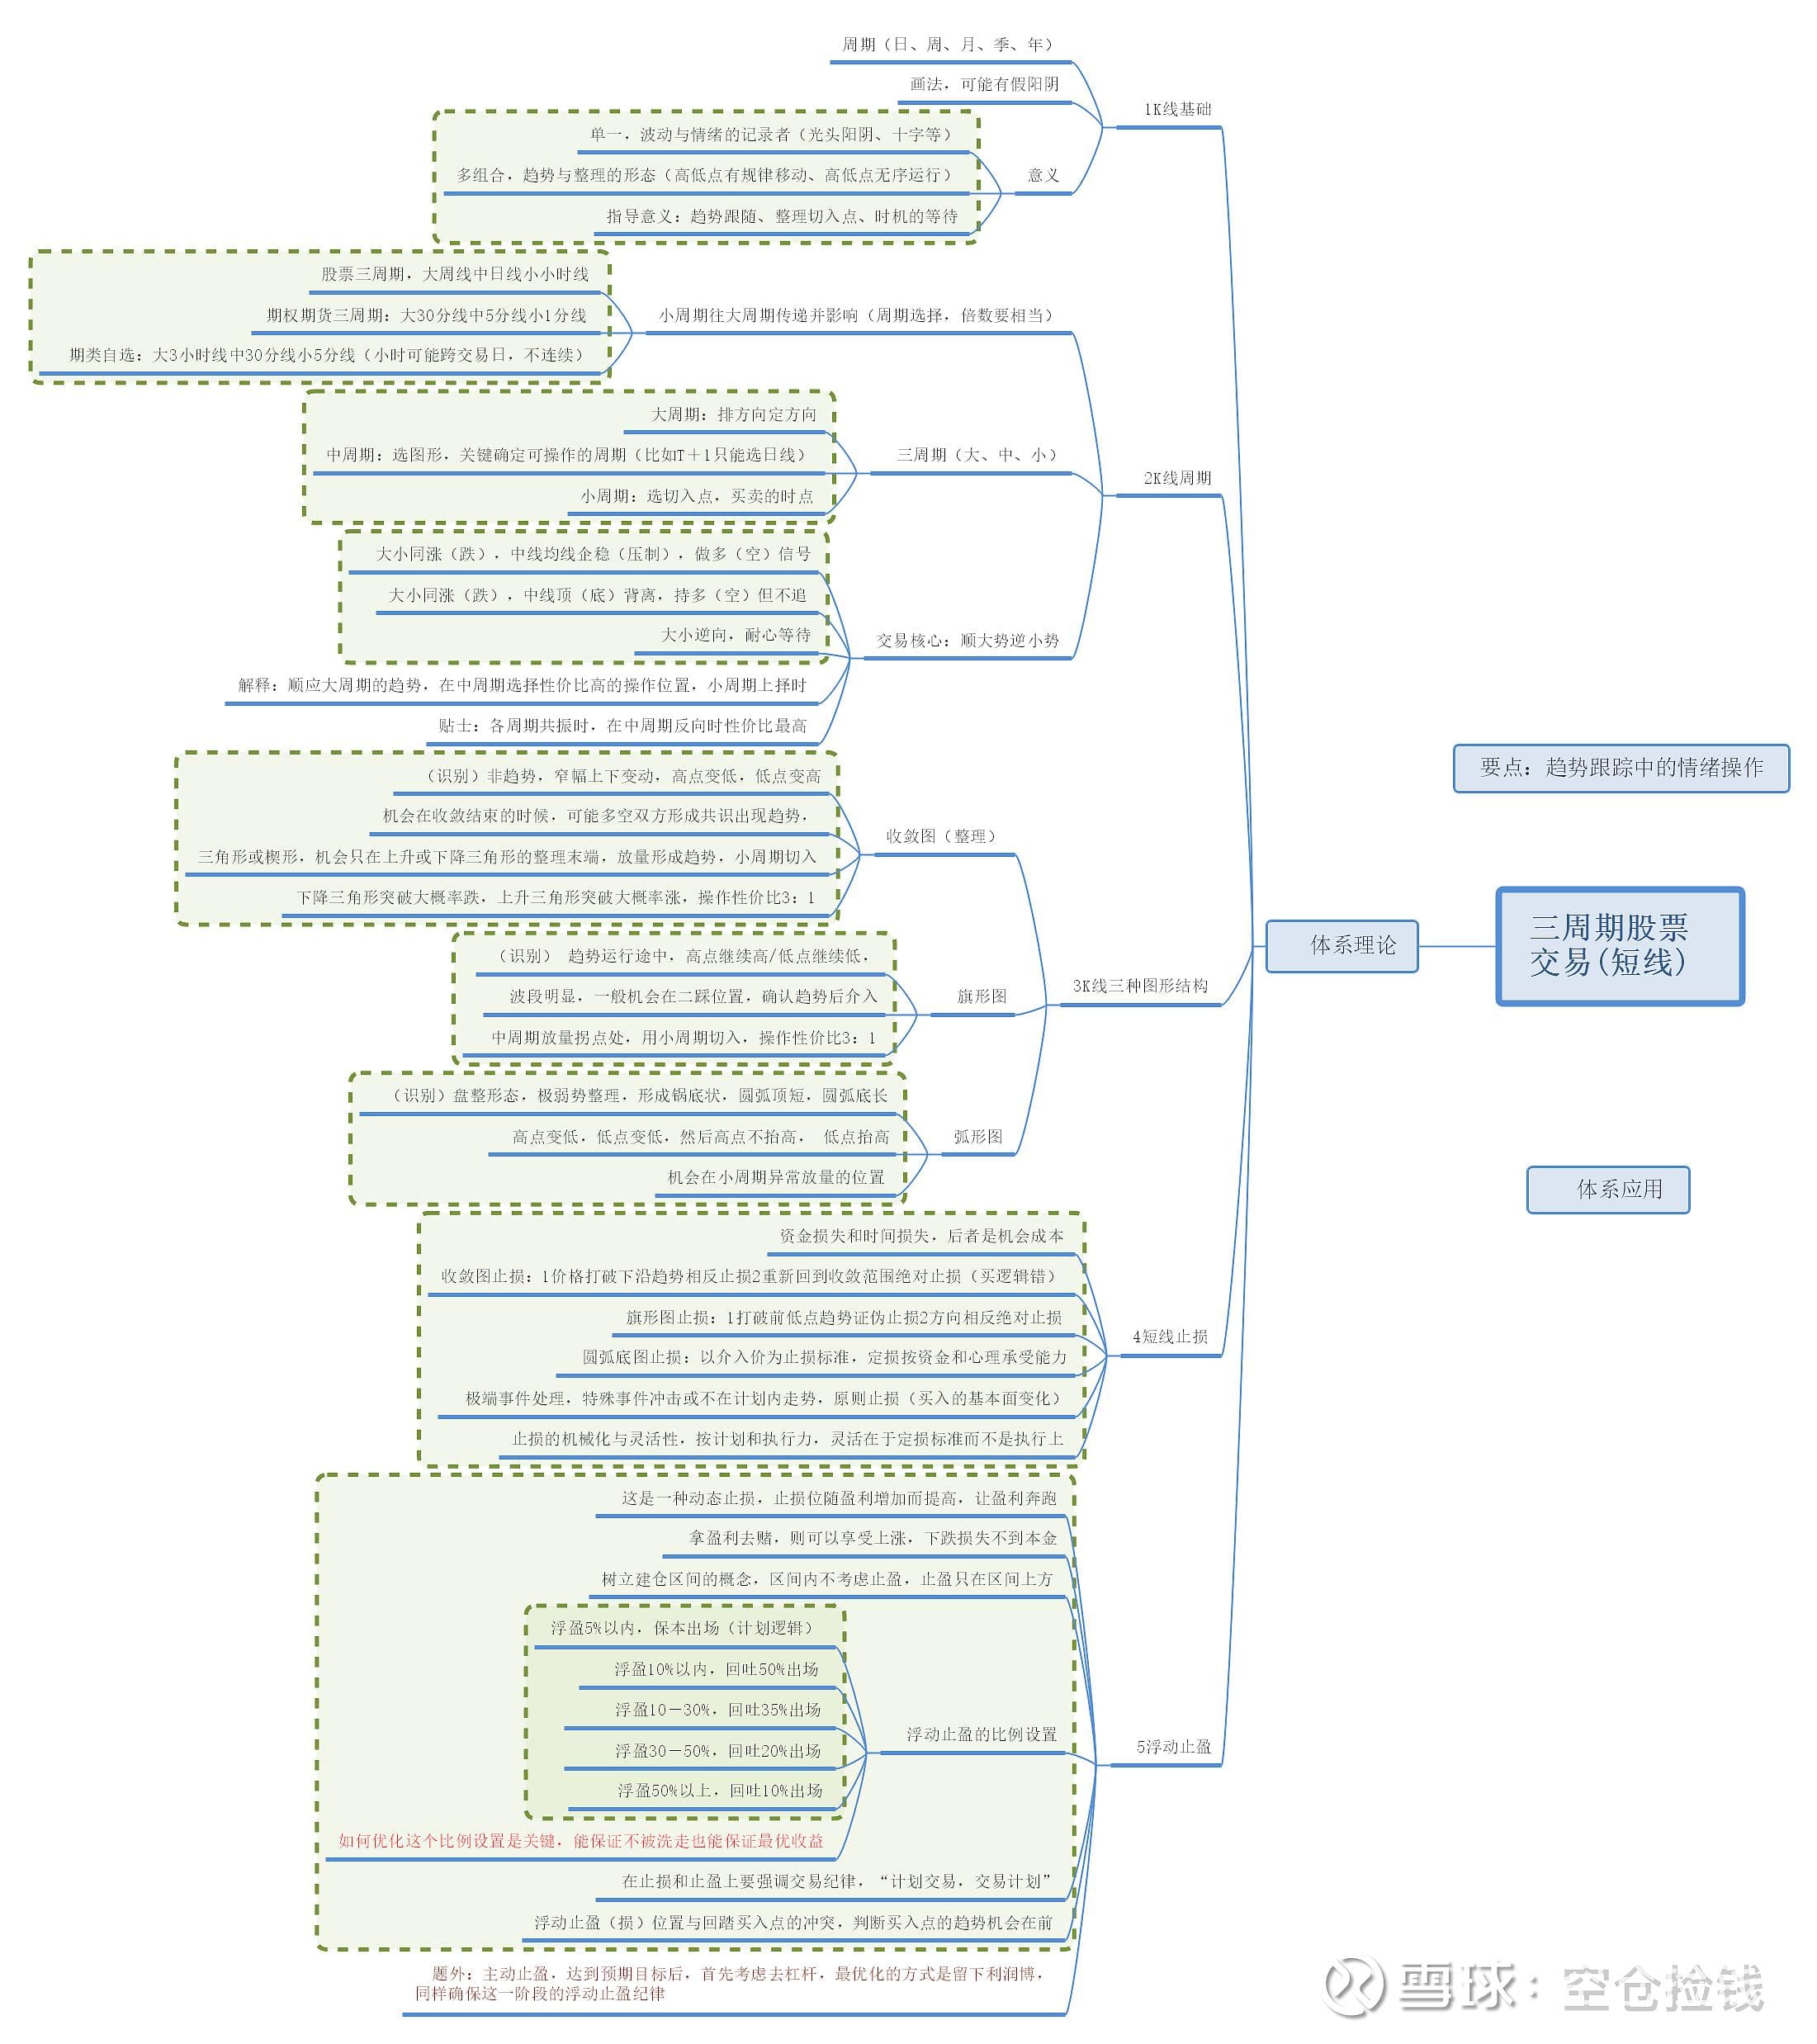 三周期股票
交易(短线)
要点：趋势跟踪中的情绪操作
体系应用
体系理论
1K线基础
周期（日、周、月、季、年）
画法，可能有假阳阴
意义
单一，波动与情绪的记录者（光头阳阴、十字等）
多组合，趋势与整理的形态（高低点有规律移动、高低点无序运行）
指导意义：趋势跟随、整理切入点、时机的等待
2K线周期
小周期往大周期传递并影响（周期选择，倍数要相当）
股票三周期，大周线中日线小小时线
期权期货三周期：大30分线中5分线小1分线
期类自选：大3小时线中30分线小5分线（小时可能跨交易日，不连续）
三周期（大、中、小）
大周期：排方向定方向
中周期：选图形，关键确定可操作的周期（比如T＋1只能选日线）
小周期：选切入点，买卖的时点
交易核心：顺大势逆小势
大小同涨（跌），中线均线企稳（压制），做多（空）信号
大小同涨（跌），中线顶（底）背离，持多（空）但不追
大小逆向，耐心等待
解释：顺应大周期的趋势，在中周期选择性价比高的操作位置，小周期上择时
贴士：各周期共振时，在中周期反向时性价比最高
3K线三种图形结构
收敛图（整理）
（识别）非趋势，窄幅上下变动，高点变低，低点变高
机会在收敛结束的时候，可能多空双方形成共识出现趋势，
三角形或楔形，机会只在上升或下降三角形的整理末端，放量形成趋势，小周期切入
下降三角形突破大概率跌，上升三角形突破大概率涨，操作性价比3：1
旗形图
（识别） 趋势运行途中，高点继续高/低点继续低，
波段明显，一般机会在二踩位置，确认趋势后介入
中周期放量拐点处，用小周期切入，操作性价比3：1
弧形图
（识别）盘整形态，极弱势整理，形成锅底状，圆弧顶短，圆弧底长
高点变低，低点变低，然后高点不抬高， 低点抬高
机会在小周期异常放量的位置
4短线止损
资金损失和时间损失，后者是机会成本
收敛图止损：1价格打破下沿趋势相反止损2重新回到收敛范围绝对止损（买逻辑错）
旗形图止损：1打破前低点趋势证伪止损2方向相反绝对止损
圆弧底图止损：以介入价为止损标准，定损按资金和心理承受能力
极端事件处理，特殊事件冲击或不在计划内走势，原则止损（买入的基本面变化）
止损的机械化与灵活性，按计划和执行力，灵活在于定损标准而不是执行上
5浮动止盈
这是一种动态止损，止损位随盈利增加而提高，让盈利奔跑
拿盈利去赌，则可以享受上涨，下跌损失不到本金
树立建仓区间的概念，区间内不考虑止盈，止盈只在区间上方
浮动止盈的比例设置
浮盈5%以内，保本出场（计划逻辑）
浮盈10%以内，回吐50%出场
浮盈10－30%，回吐35%出场
浮盈30－50%，回吐20%出场
浮盈50%以上，回吐10%出场
如何优化这个比例设置是关键，能保证不被洗走也能保证最优收益
在止损和止盈上要强调交易纪律，“计划交易，交易计划”
浮动止盈（损）位置与回踏买入点的冲突，判断买入点的趋势机会在前
题外：主动止盈，达到预期目标后，首先考虑去杠杆，最优化的方式是留下利润博，
同样确保这一阶段的浮动止盈纪律
雪球：空仓捡钱